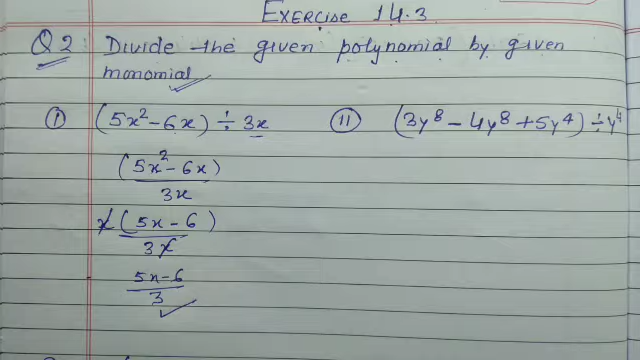 EXERCISE 14.3
Q2: Divide the given polynomial by given
monomial
(i) (5x² - 6x) ÷ 3x (ii) (3y⁸ - 4y⁸ + 5y⁴) ÷ y⁴
(5x² - 6x)
3x
x(5x - 6)
3x
5x-6
3